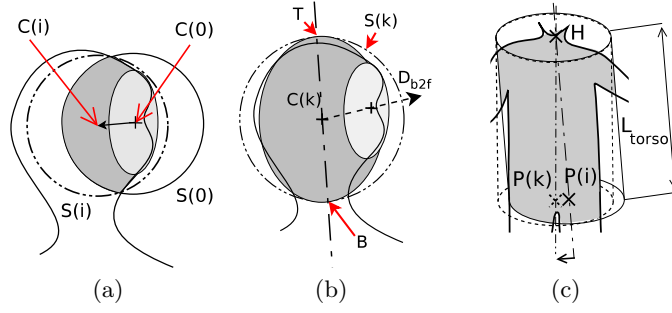 C(i)
C(0)
S(i)
S(0)
(a)
T
S(k)
C(k)
D_b2f
B
(b)
H
L_torso
P(k)
P(i)
(c)